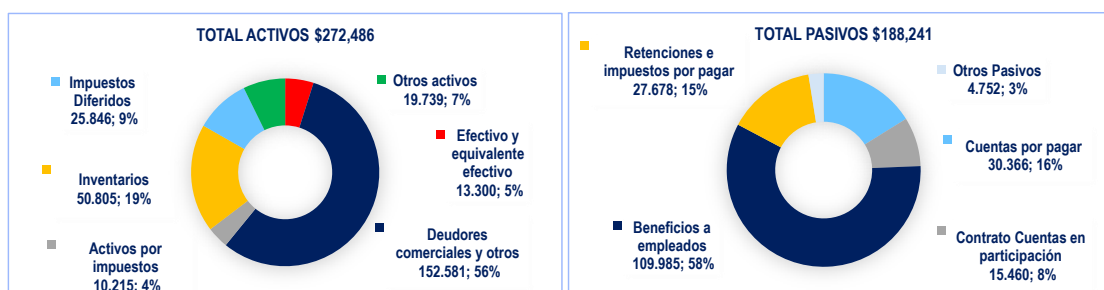 TOTAL ACTIVOS $272,486
Impuestos
Diferidos
25.846; 9%
Otros activos
19.739; 7%
Efectivo y
equivalente
efectivo
13.300; 5%
Inventarios
50.805; 19%
Activos por
impuestos
10.215; 4%
Deudores
comerciales y otros
152.581; 56%
TOTAL PASIVOS $188,241
Retenciones e
impuestos por pagar
27.678; 15%
Otros Pasivos
4.752; 3%
Cuentas por pagar
30.366; 16%
Beneficios a
empleados
109.985; 58%
Contrato Cuentas en
participación
15.460; 8%